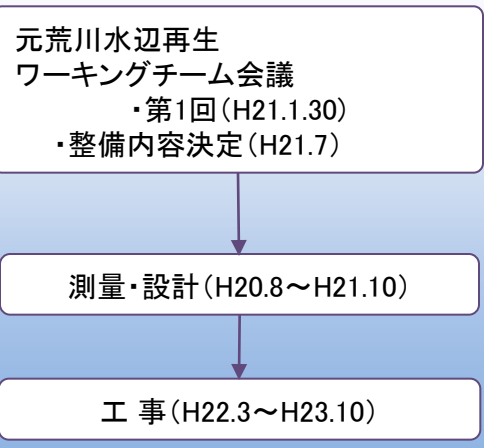 元荒川水辺再生
ワーキングチーム会議
・第1回(H21.1.30)
・整備内容決定(H21.7)
測量・設計(H20.8～H21.10)
工 事(H22.3～H23.10)